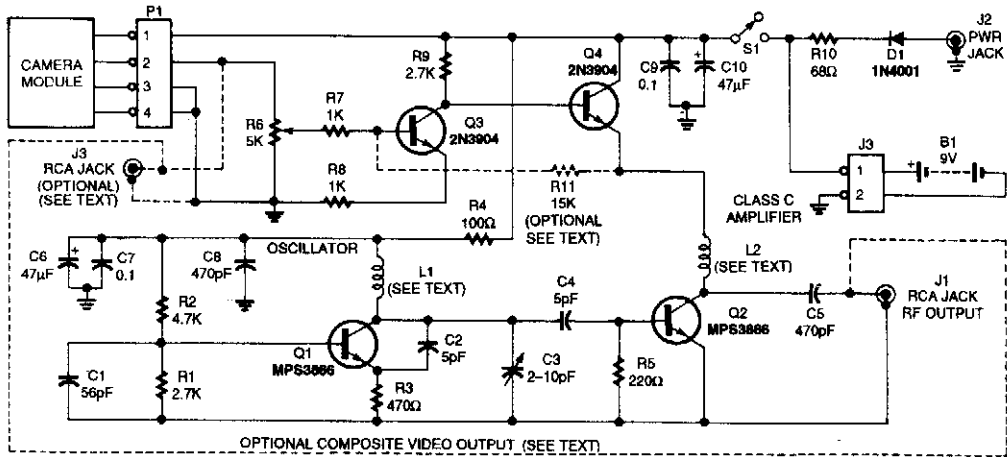 P1
CAMERA
MODULE
1
2
3
4
R9
2.7K
Q4
2N3904
C9
0.1
+
C10
47µF
S1
R10
68Ω
D1
1N4001
J2
PWR
JACK
R6
5K
R7
1K
Q3
2N3904
J3
RCA JACK
(OPTIONAL)
(SEE TEXT)
R8
1K
R11
15K
(OPTIONAL
SEE TEXT)
J3
1
2
+
B1
9V
-
CLASS C
AMPLIFIER
R4
100Ω
OSCILLATOR
C6
47µF
+
C7
0.1
C8
470pF
L1
(SEE TEXT)
L2
(SEE TEXT)
J1
RCA JACK
RF OUTPUT
R2
4.7K
C4
5pF
Q2
MPS3866
C5
470pF
Q1
MPS3866
C2
5pF
C3
2–10pF
R5
220Ω
C1
56pF
R1
2.7K
R3
470Ω
OPTIONAL COMPOSITE VIDEO OUTPUT (SEE TEXT)